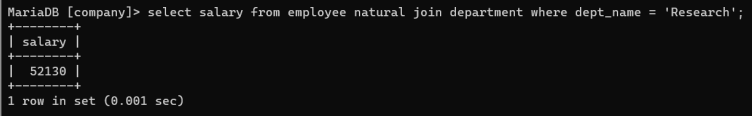 MariaDB [company]> select salary from employee natural join department where dept_name = 'Research';
+--------+
| salary |
+--------+
|  52130 |
+--------+
1 row in set (0.001 sec)